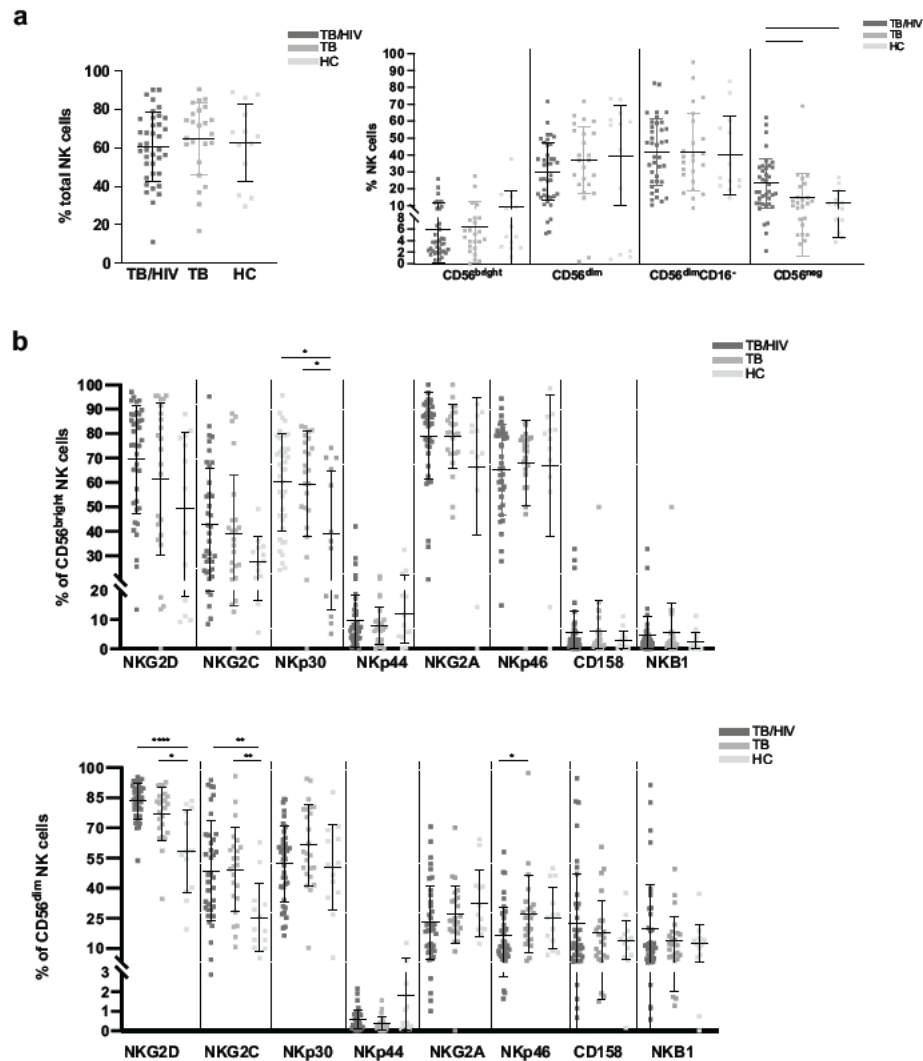 a
TB/HIV
TB
HC
% total NK cells
100
80
60
40
20
0
TB/HIV TB HC
TB/HIV
TB
HC
% NK cells
100
90
80
70
60
50
40
30
20
10
8
6
4
2
0
CD56bright CD56dim CD56dimCD16- CD56neg
b
TB/HIV
TB
HC
* 
*
% of CD56bright NK cells
100
90
80
70
60
50
40
30
20
10
0
NKG2D NKG2C NKp30 NKp44 NKG2A NKp46 CD158 NKB1
TB/HIV
TB
HC
**** ** *
* **
% of CD56dim NK cells
100
85
70
55
40
25
10
3
2
1
0
NKG2D NKG2C NKp30 NKp44 NKG2A NKp46 CD158 NKB1